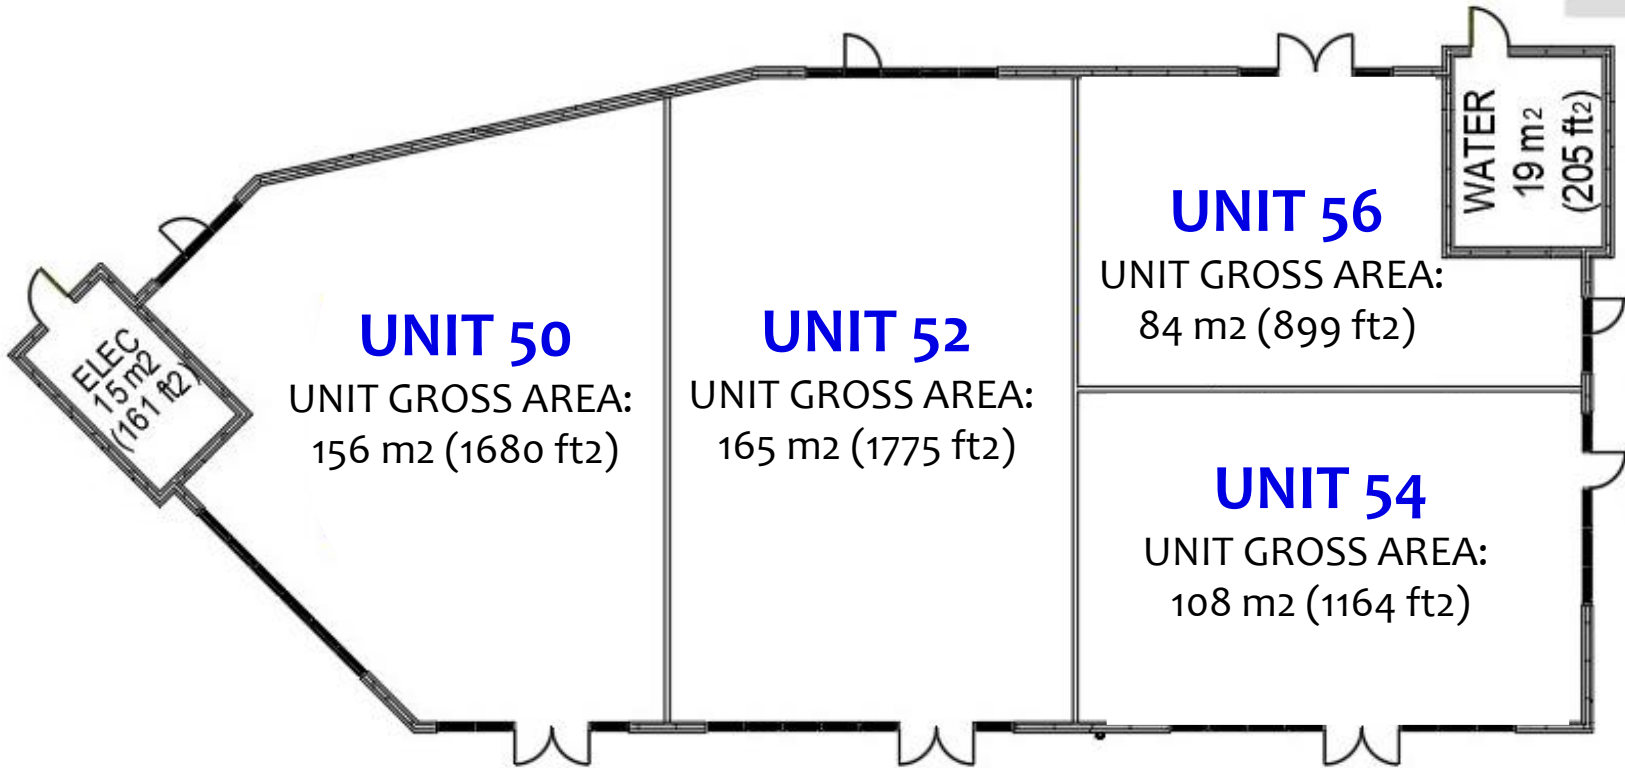 ELEC
15 m2
(161 ft2)
UNIT 50
UNIT GROSS AREA:
156 m2 (1680 ft2)
UNIT 52
UNIT GROSS AREA:
165 m2 (1775 ft2)
UNIT 56
UNIT GROSS AREA:
84 m2 (899 ft2)
WATER
19 m2
(205 ft2)
UNIT 54
UNIT GROSS AREA:
108 m2 (1164 ft2)